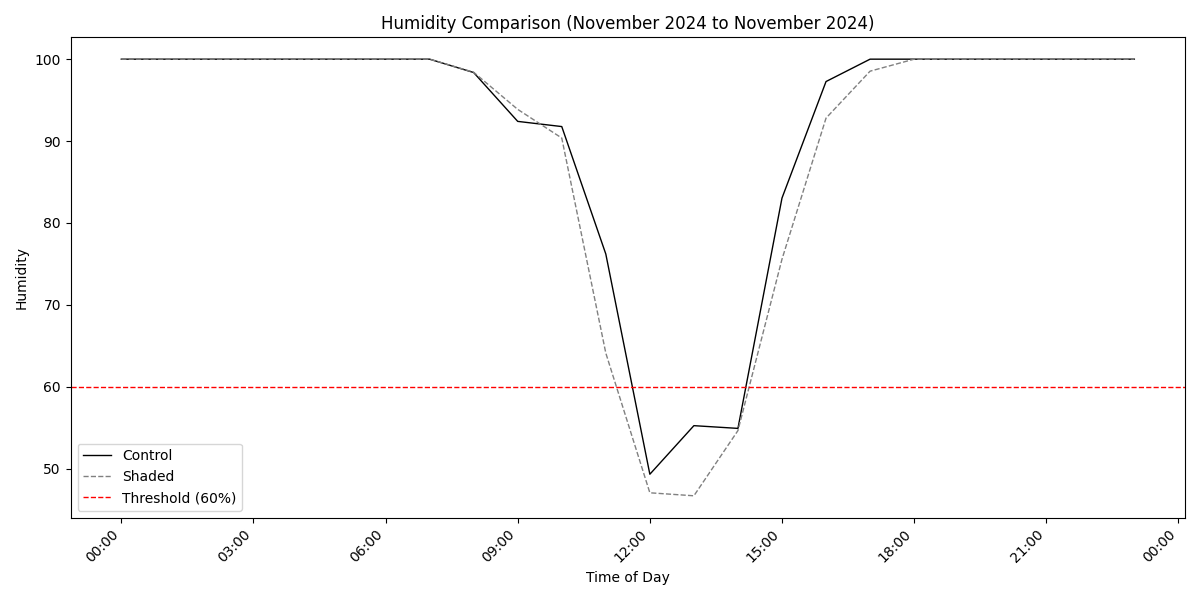 Humidity Comparison (November 2024 to November 2024)
100
90
80
70
60
50
Humidity
Control
Shaded
Threshold (60%)
00:00
03:00
06:00
09:00
12:00
15:00
18:00
21:00
00:00
Time of Day